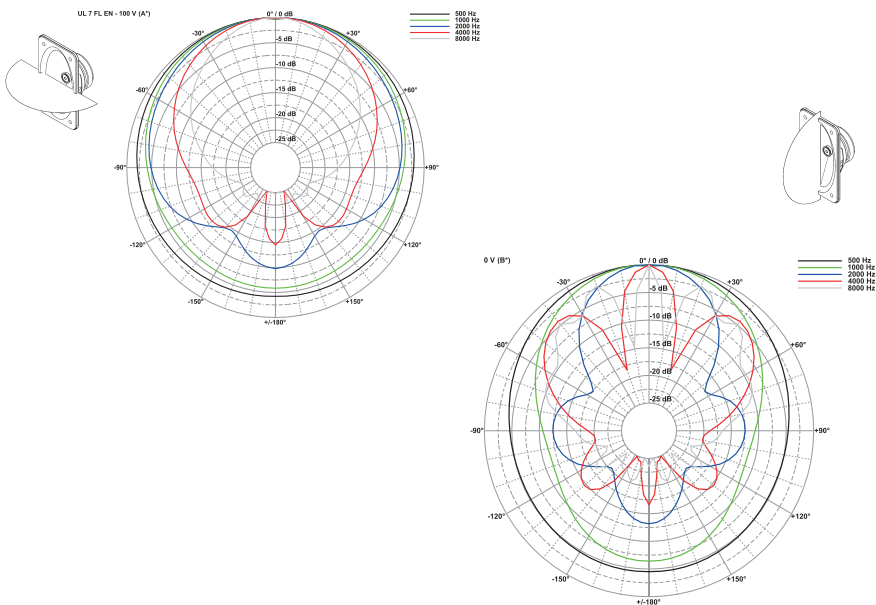 UL 7 FL EN - 100 V (A*)
0° / 0 dB
500 Hz
1000 Hz
2000 Hz
4000 Hz
8000 Hz
-30°
+30°
-5 dB
-10 dB
-60°
+60°
-15 dB
-20 dB
-25 dB
-90°
+90°
-120°
+120°
-150°
+150°
+/-180°
0 V (B*)
0° / 0 dB
500 Hz
1000 Hz
2000 Hz
4000 Hz
8000 Hz
-30°
+30°
-5 dB
-10 dB
-60°
+60°
-15 dB
-20 dB
-25 dB
-90°
+90°
-120°
+120°
-150°
+150°
+/-180°